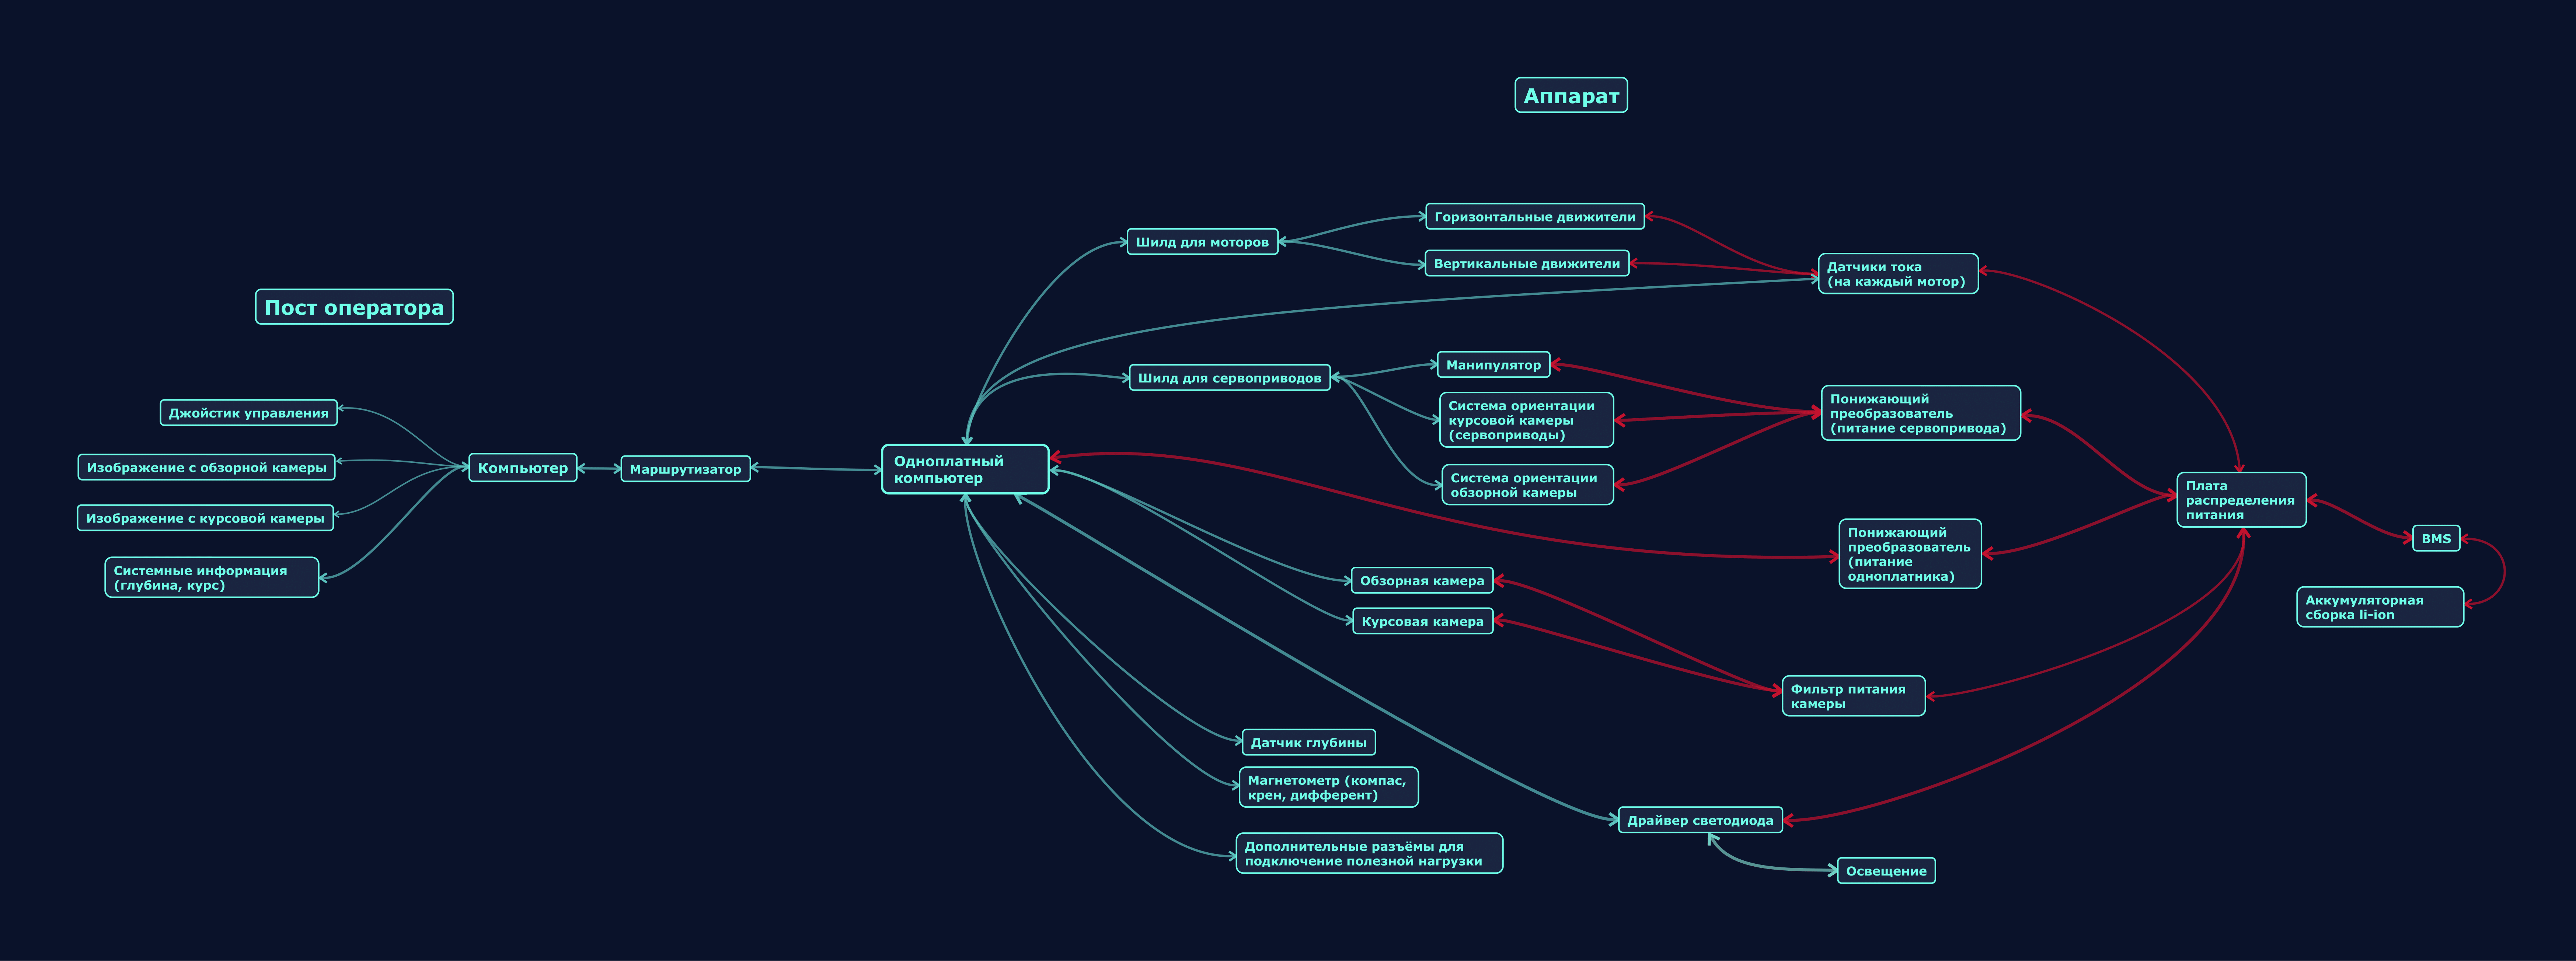 Аппарат
Пост оператора
Джойстик управления
Изображение с обзорной камеры
Изображение с курсовой камеры
Системные информация
(глубина, курс)
Компьютер
Маршрутизатор
Одноплатный
компьютер
Шилд для моторов
Горизонтальные движители
Вертикальные движители
Датчики тока
(на каждый мотор)
Шилд для сервоприводов
Манипулятор
Система ориентации
курсовой камеры
(сервоприводы)
Система ориентации
обзорной камеры
Понижающий
преобразователь
(питание сервопривода)
Понижающий
преобразователь
(питание
одноплатника)
Плата
распределения
питания
BMS
Аккумуляторная
сборка li-ion
Обзорная камера
Курсовая камера
Фильтр питания
камеры
Датчик глубины
Магнетометр (компас,
крен, дифферент)
Дополнительные разъёмы для
подключение полезной нагрузки
Драйвер светодиода
Освещение